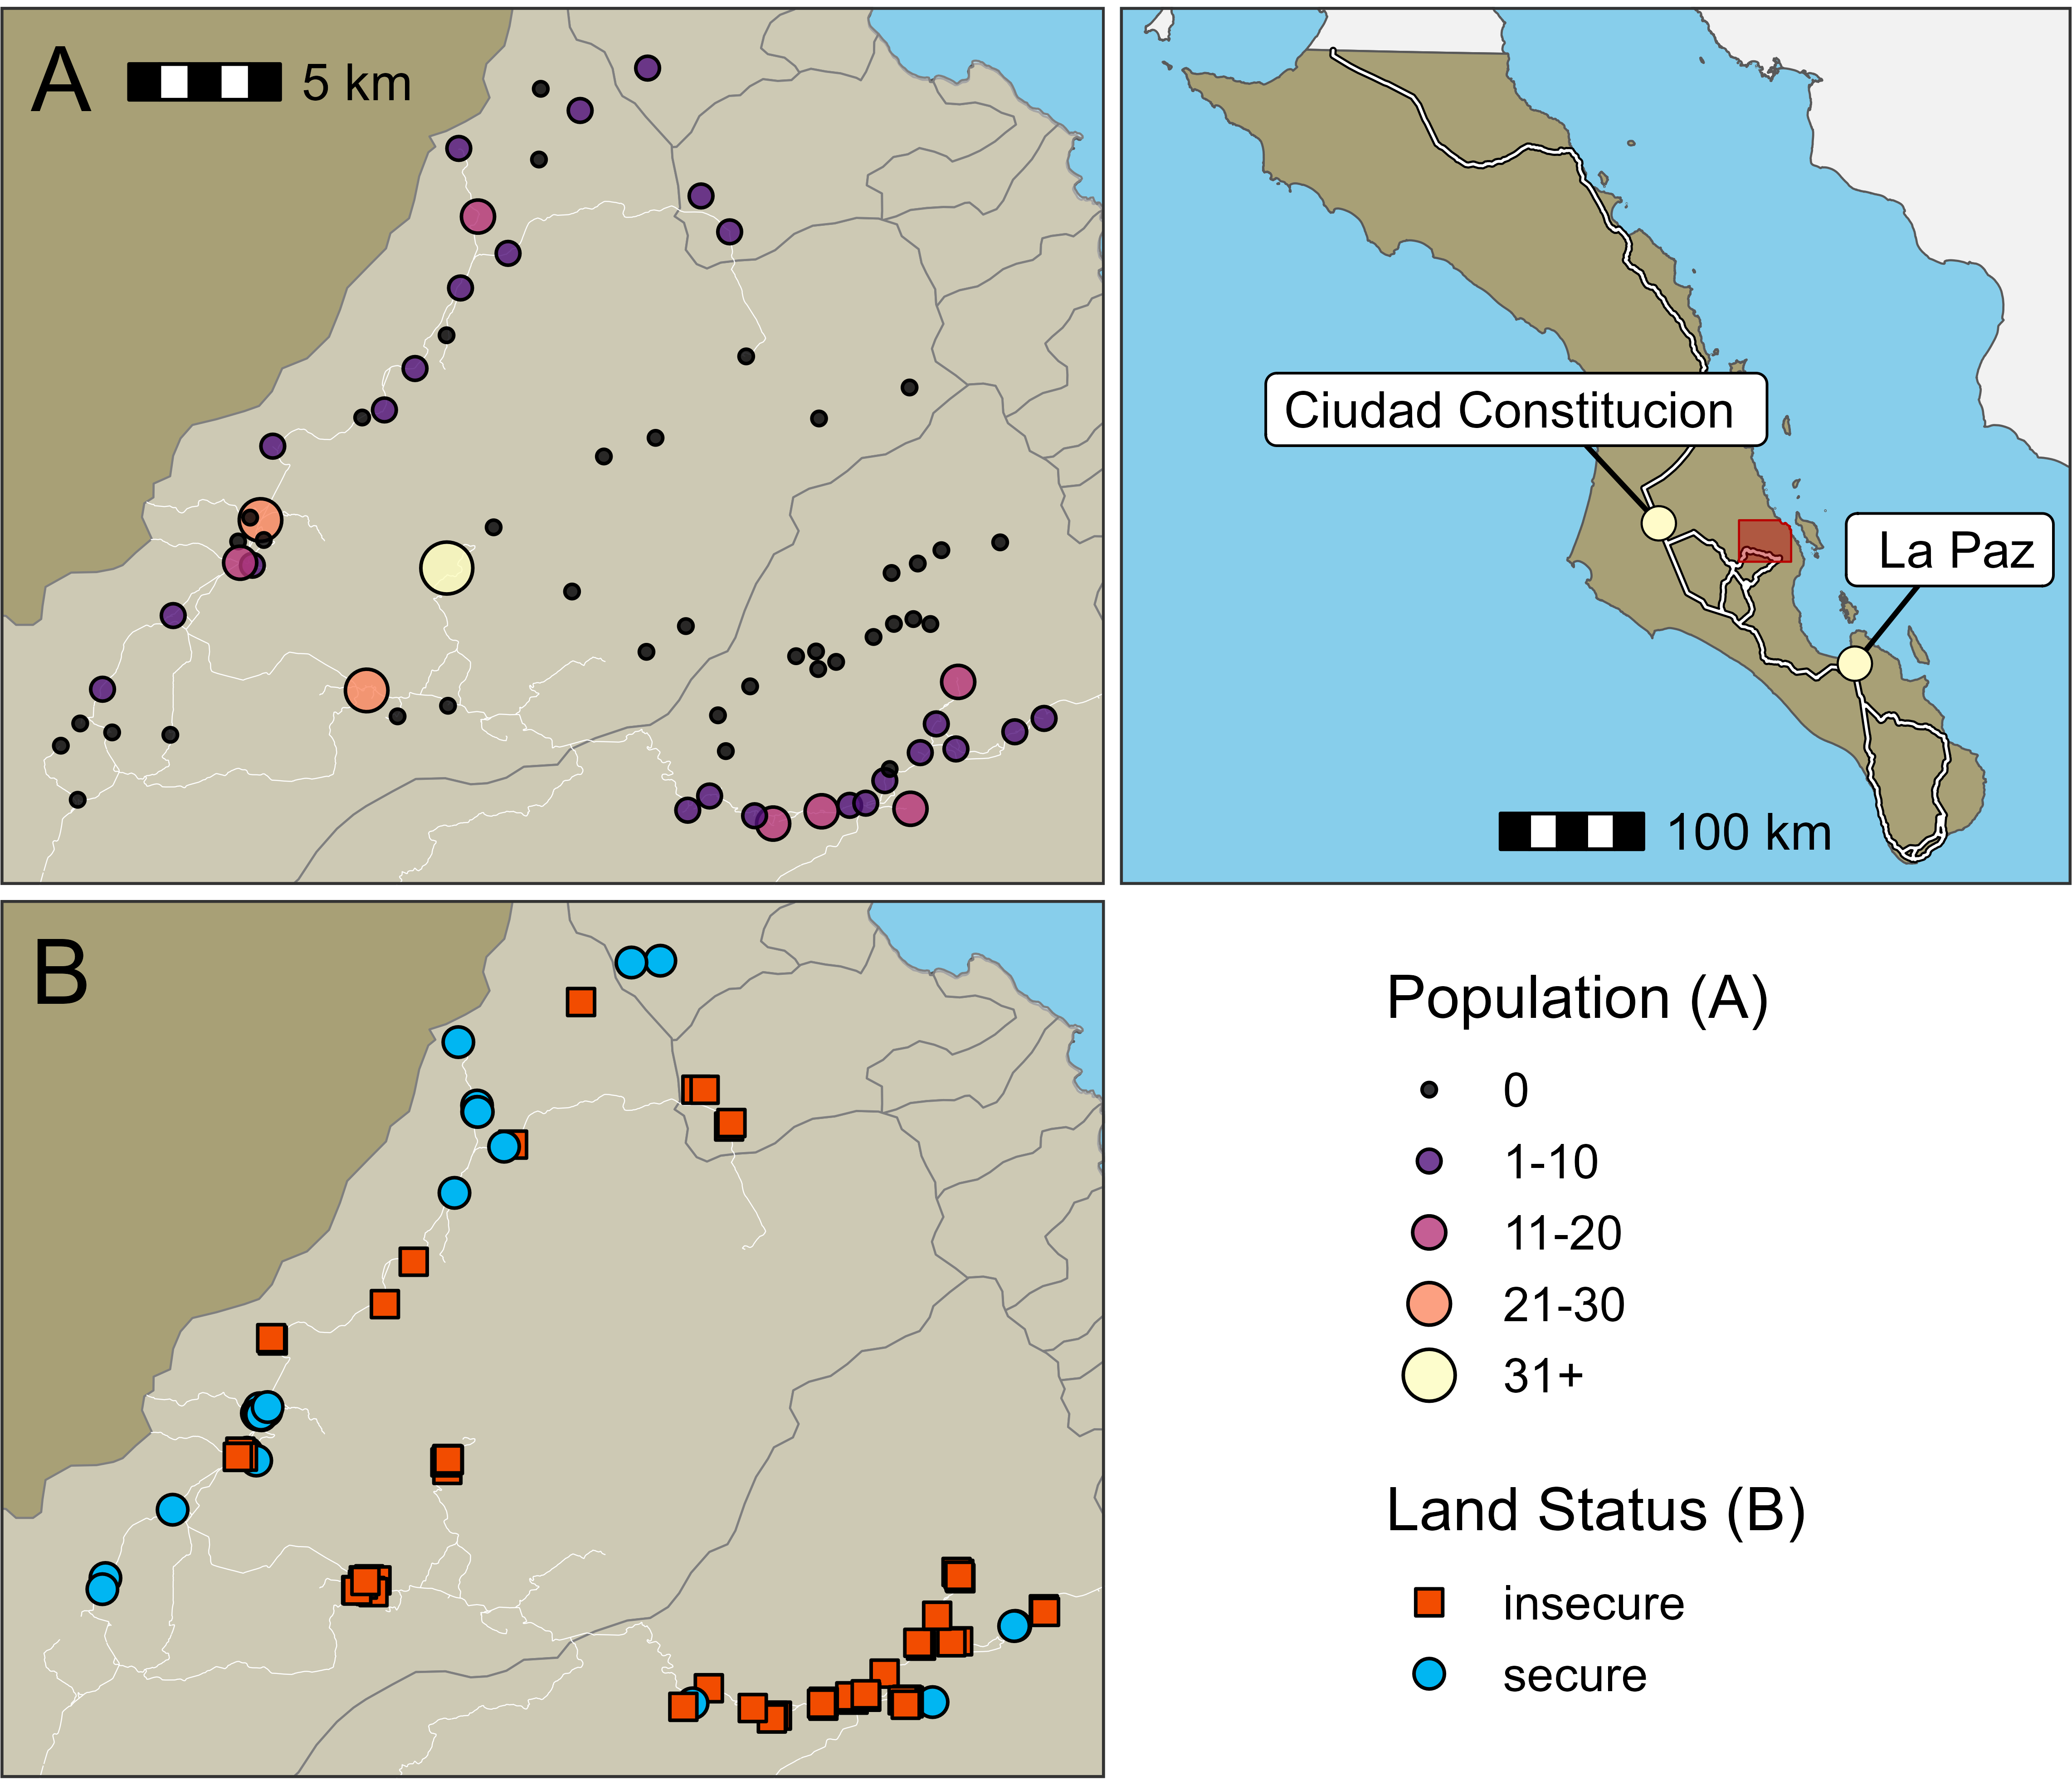 A
5 km
Ciudad Constitucion
La Paz
100 km
B
Population (A)
0
1-10
11-20
21-30
31+
Land Status (B)
insecure
secure